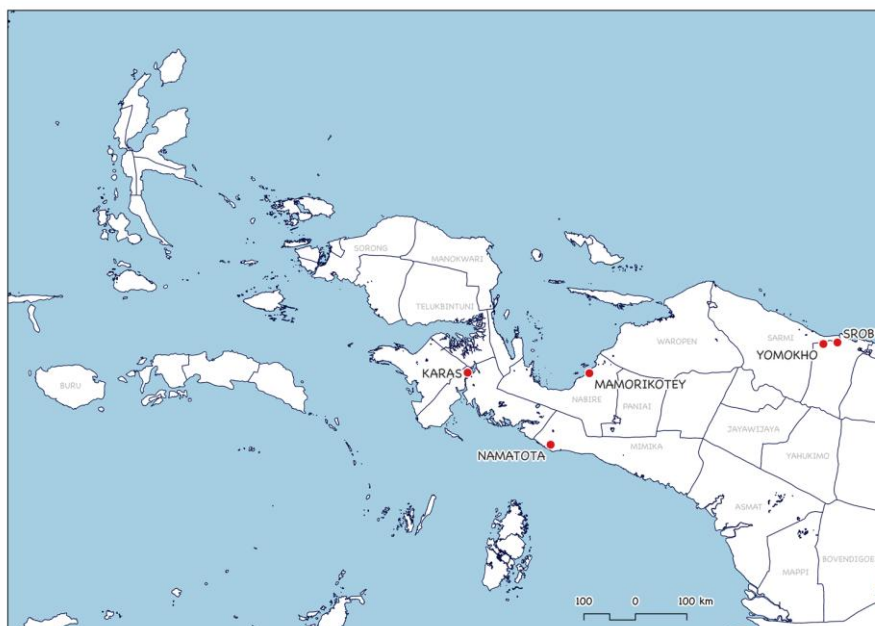 SORONG
MANOKWARI
TELUKBINTUNI
WAROPEN
SARMI
SROB
YOMOKHO
KARAS
MAMORIKOTEY
BURU
NABIRE
PANIAI
JAYAWIJAYA
NAMATOTA
MIMIKA
YAHUKIMO
ASMAT
MAPPI
BOVENDIGOE
100 0 100 km